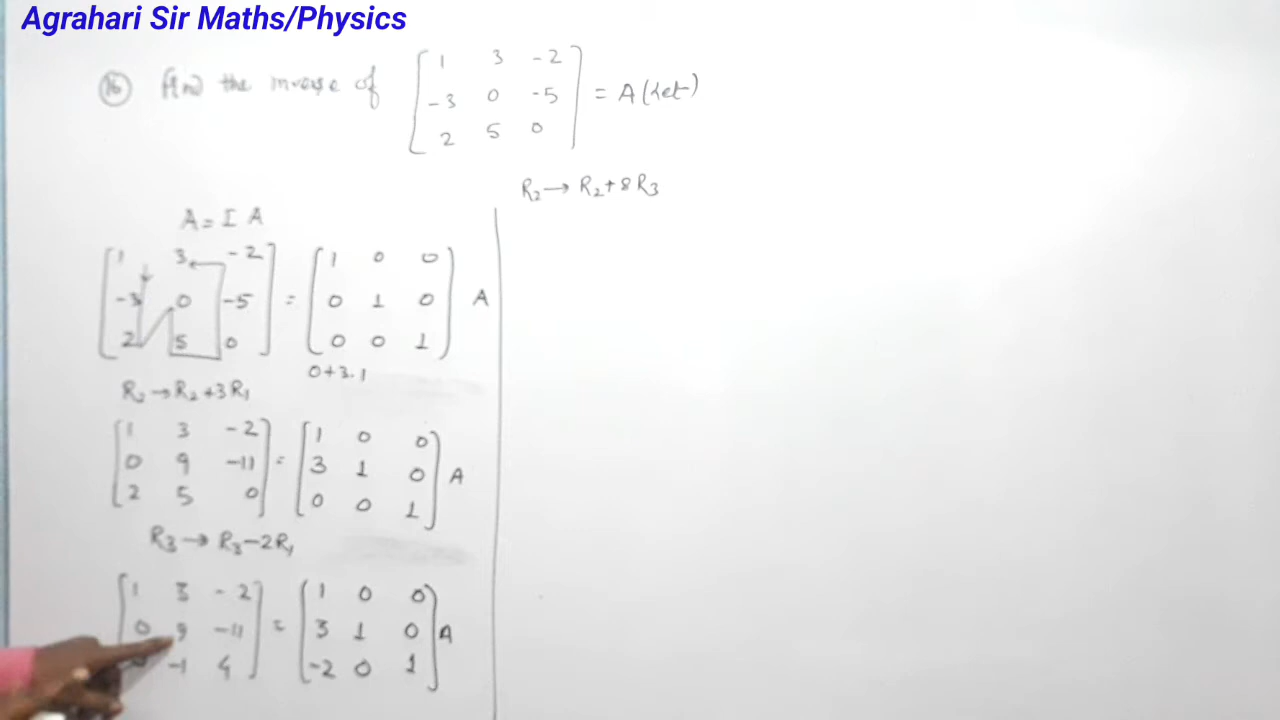 Agrahari Sir Maths/Physics
16 Find the inverse of [1 3 -2
-3 0 -5
2 5 0] = A (Let)
A = I A
[1 3 -2
-3 0 -5
2 5 0] = [1 0 0
0 1 0
0 0 1] A
0+3.1
R2 → R2 + 3R1
[1 3 -2
0 9 -11
2 5 0] = [1 0 0
3 1 0
0 0 1] A
R3 → R3 - 2R1
[1 3 -2
0 9 -11
-1 4] = [1 0 0
3 1 0
-2 0 1] A
R2 → R2 + 8 R3